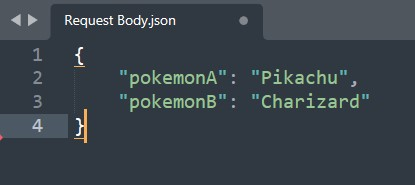 Request Body.json
1 {
2     "pokemonA": "Pikachu",
3     "pokemonB": "Charizard"
4 }